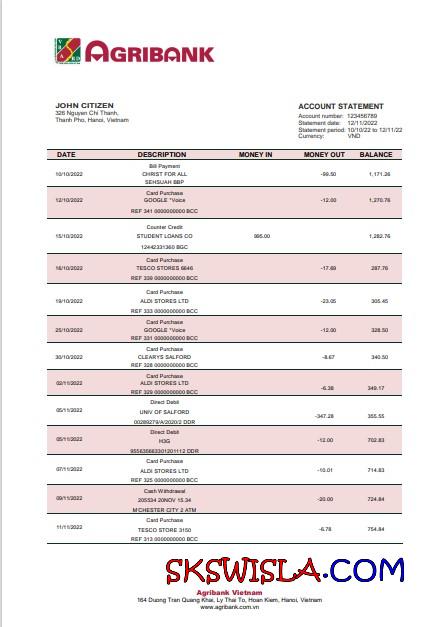 VBARD
AGRIBANK
JOHN CITIZEN
326 Nguyen Chi Thanh,
Thanh Pho, Hanoi, Vietnam
ACCOUNT STATEMENT
Account number: 123456789
Statement date: 12/11/2022
Statement period: 10/10/22 to 12/11/22
Currency: VND
DATE DESCRIPTION MONEY IN MONEY OUT BALANCE
Bill Payment
10/10/2022 CHRIST FOR ALL -99.50 1,171.26
SEHSUAH BBP
Card Purchase
12/10/2022 GOOGLE *Voice -12.00 1,270.76
REF 341 0000000000 BCC
Counter Credit
15/10/2022 STUDENT LOANS CO 995.00 1,282.76
12442331360 BGC
Card Purchase
16/10/2022 TESCO STORES 6646 -17.69 287.76
REF 339 0000000000 BCC
Card Purchase
19/10/2022 ALDI STORES LTD -23.05 305.45
REF 333 0000000000 BCC
Card Purchase
25/10/2022 GOOGLE *Voice -12.00 328.50
REF 331 0000000000 BCC
Card Purchase
30/10/2022 CLEARYS SALFORD -8.67 340.50
REF 328 0000000000 BCC
Card Purchase
02/11/2022 ALDI STORES LTD -6.38 349.17
REF 329 0000000000 BCC
Direct Debit
05/11/2022 UNIV OF SALFORD -347.28 355.55
00289279/A/2020/2 DDR
Direct Debit
05/11/2022 H3G -12.00 702.83
955635663301201112 DDR
Card Purchase
07/11/2022 ALDI STORES LTD -10.01 714.83
REF 325 0000000000 BCC
Cash Withdrawal
09/11/2022 205534 20NOV 15.34 -20.00 724.84
M'CHESTER CITY 2 ATM
Card Purchase
11/11/2022 TESCO STORE 3150 -6.78 754.84
REF 313 0000000000 BCC
SKSWISLA.COM
Agribank Vietnam
164 Duong Tran Quang Khai, Ly Thai To, Hoan Kiem, Hanoi, Vietnam
www.agribank.com.vn